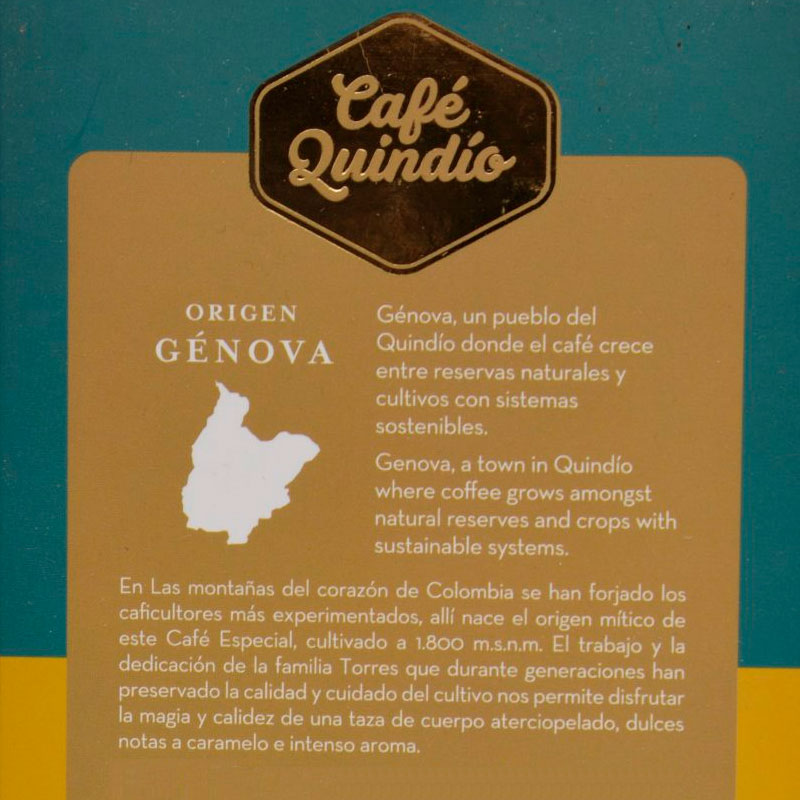 Café
Quindío
ORIGEN
GÉNOVA
Génova, un pueblo del
Quindío donde el café crece
entre reservas naturales y
cultivos con sistemas
sostenibles.
Genova, a town in Quindío
where coffee grows amongst
natural reserves and crops with
sustainable systems.
En Las montañas del corazón de Colombia se han forjado los
caficultores más experimentados, allí nace el origen mítico de
este Café Especial, cultivado a 1.800 m.s.n.m. El trabajo y la
dedicación de la familia Torres que durante generaciones han
preservado la calidad y cuidado del cultivo nos permite disfrutar
la magia y calidez de una taza de cuerpo aterciopelado, dulces
notas a caramelo e intenso aroma.